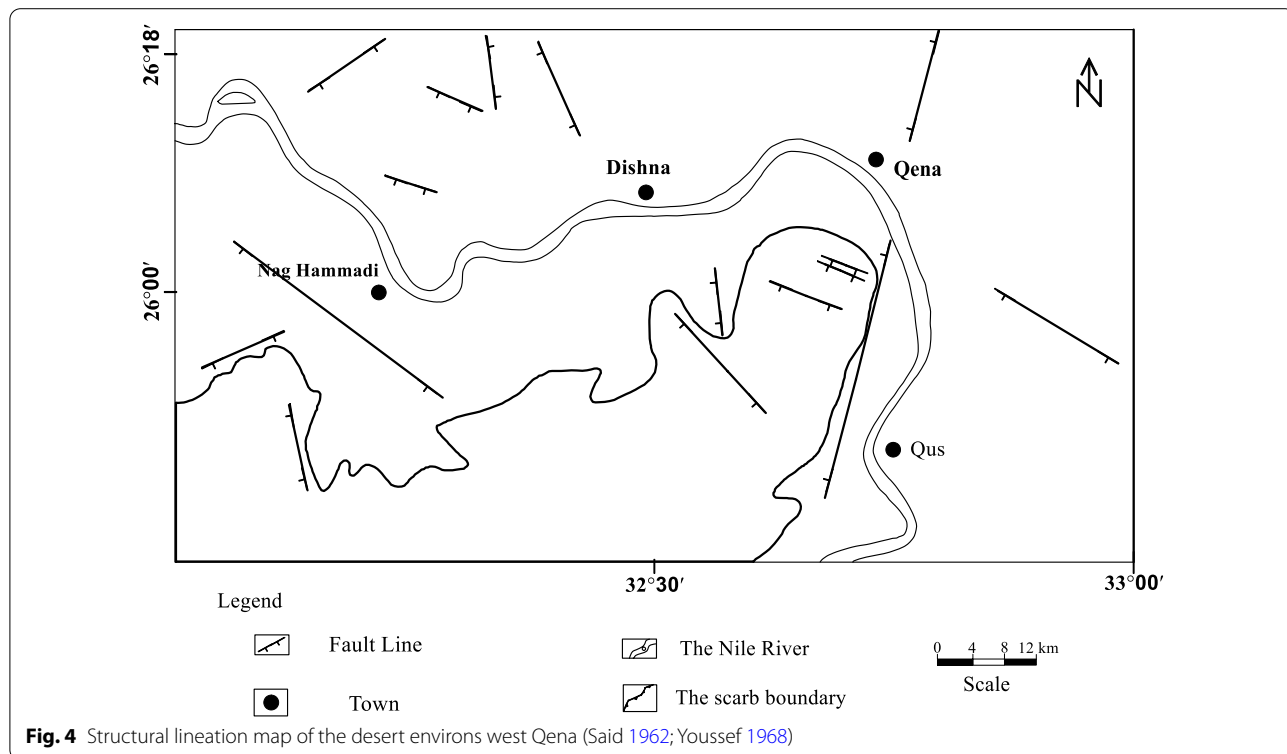 26°18′
N
Dishna
Qena
Nag Hammadi
26°00′
Qus
32°30′
33°00′
Legend
Fault Line
The Nile River
0 4 8 12 km
Scale
Town
The scarb boundary
Fig. 4 Structural lineation map of the desert environs west Qena (Said 1962; Youssef 1968)